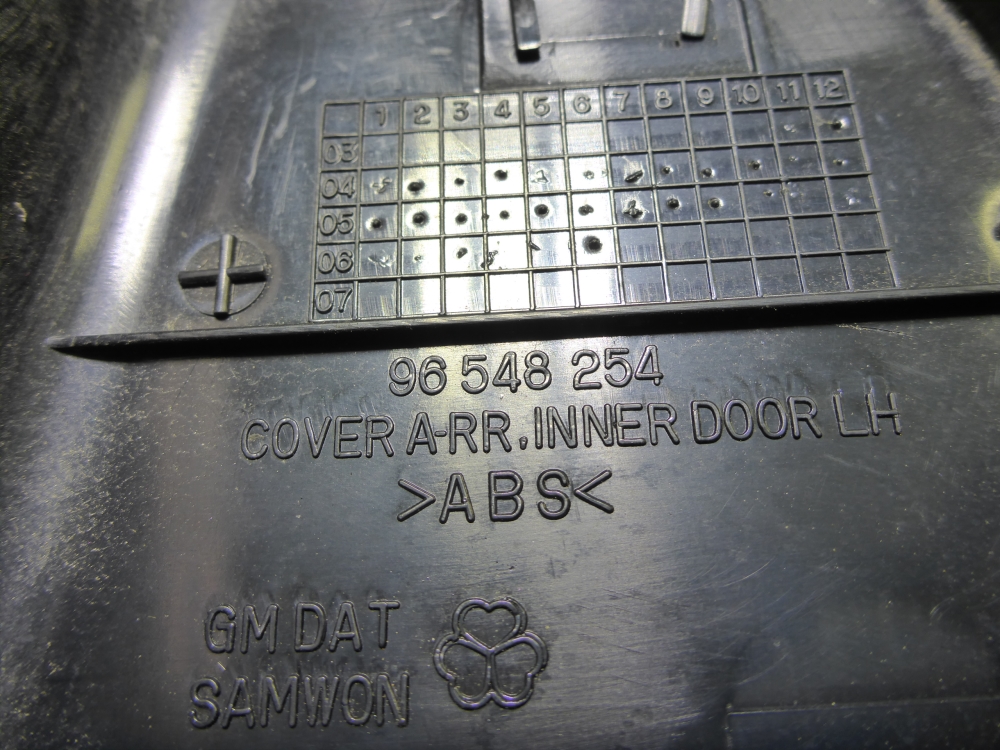 1 2 3 4 5 6 7 8 9 10 11 12
03
04
05
06
07
96 548 254
COVER A-RR. INNER DOOR LH
>ABS<
GM DAT
SAMWON